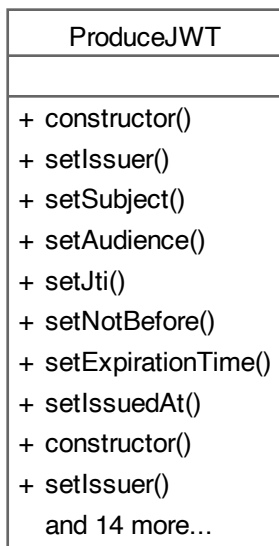 ProduceJWT
+ constructor()
+ setIssuer()
+ setSubject()
+ setAudience()
+ setJti()
+ setNotBefore()
+ setExpirationTime()
+ setIssuedAt()
+ constructor()
+ setIssuer()
and 14 more...